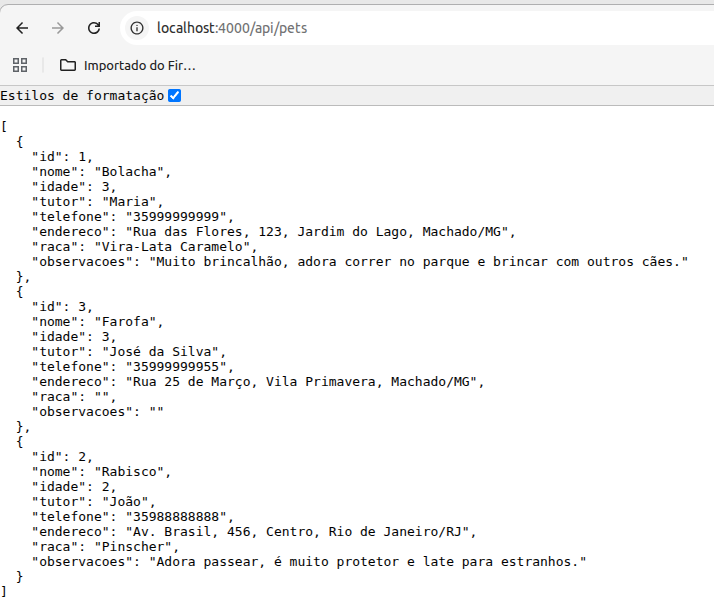 localhost:4000/api/pets
Importado do Fir...
Estilos de formatação
[
  {
    "id": 1,
    "nome": "Bolacha",
    "idade": 3,
    "tutor": "Maria",
    "telefone": "35999999999",
    "endereco": "Rua das Flores, 123, Jardim do Lago, Machado/MG",
    "raca": "Vira-Lata Caramelo",
    "observacoes": "Muito brincalhão, adora correr no parque e brincar com outros cães."
  },
  {
    "id": 3,
    "nome": "Farofa",
    "idade": 3,
    "tutor": "José da Silva",
    "telefone": "35999999955",
    "endereco": "Rua 25 de Março, Vila Primavera, Machado/MG",
    "raca": "",
    "observacoes": ""
  },
  {
    "id": 2,
    "nome": "Rabisco",
    "idade": 2,
    "tutor": "João",
    "telefone": "35988888888",
    "endereco": "Av. Brasil, 456, Centro, Rio de Janeiro/RJ",
    "raca": "Pinscher",
    "observacoes": "Adora passear, é muito protetor e late para estranhos."
  }
]